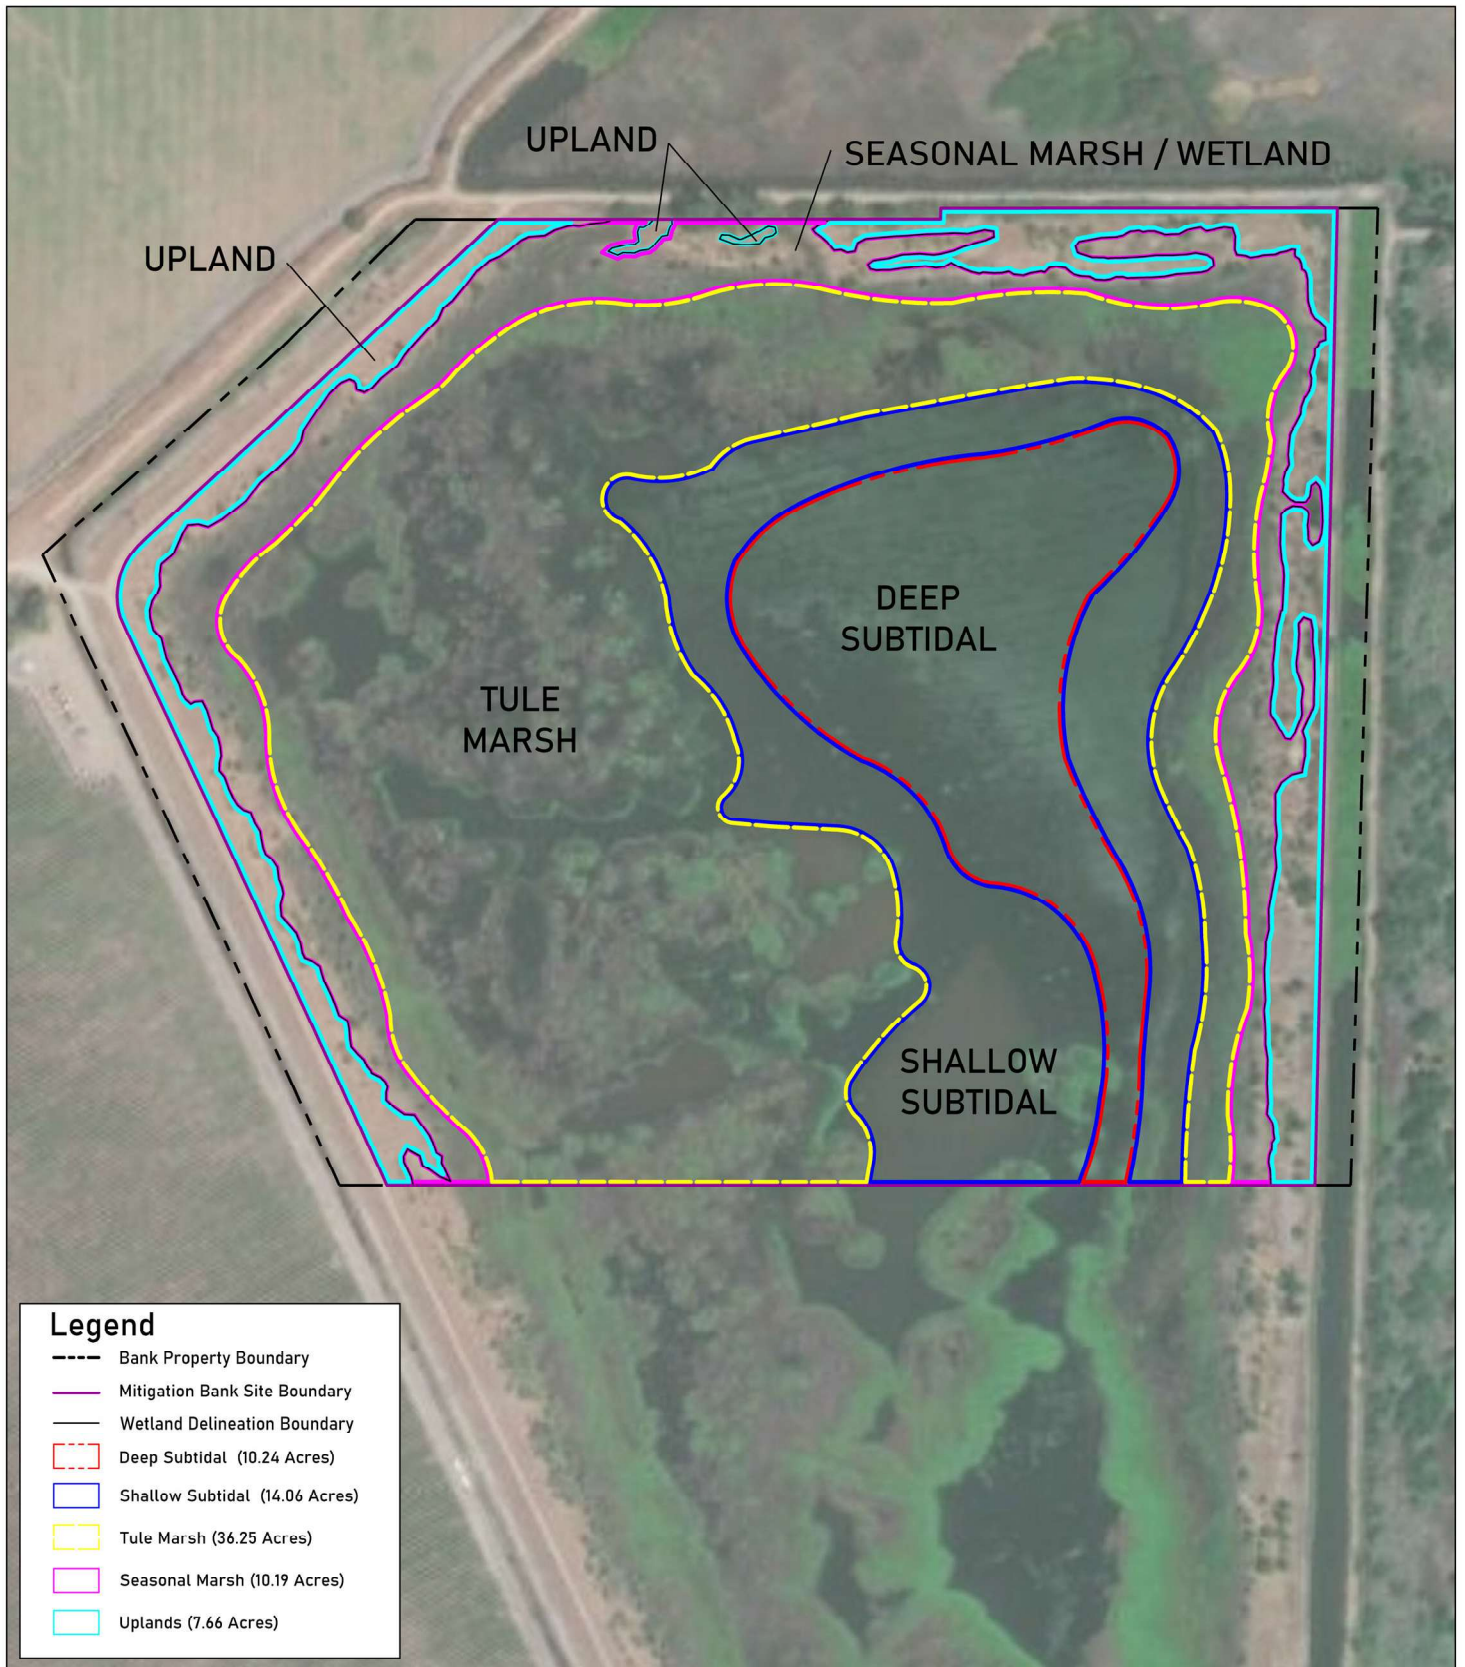 UPLAND
SEASONAL MARSH / WETLAND
UPLAND
DEEP
SUBTIDAL
TULE
MARSH
SHALLOW
SUBTIDAL
Legend
Bank Property Boundary
Mitigation Bank Site Boundary
Wetland Delineation Boundary
Deep Subtidal (10.24 Acres)
Shallow Subtidal (14.06 Acres)
Tule Marsh (36.25 Acres)
Seasonal Marsh (10.19 Acres)
Uplands (7.66 Acres)